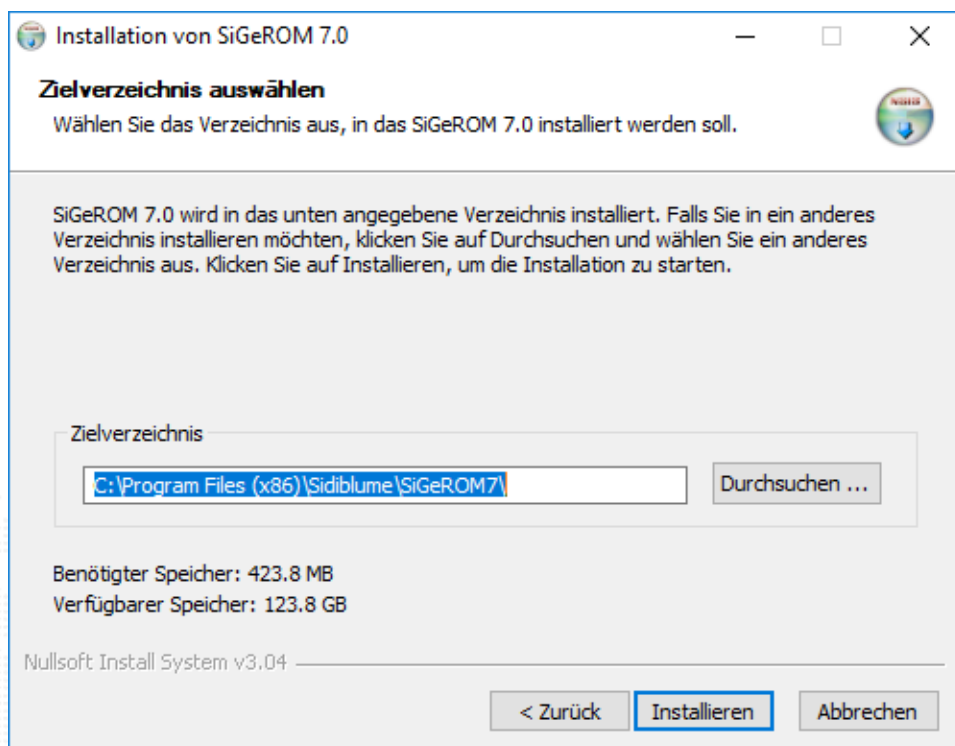 Installation von SiGeROM 7.0
Zielverzeichnis auswählen
Wählen Sie das Verzeichnis aus, in das SiGeROM 7.0 installiert werden soll.
SiGeROM 7.0 wird in das unten angegebene Verzeichnis installiert. Falls Sie in ein anderes
Verzeichnis installieren möchten, klicken Sie auf Durchsuchen und wählen Sie ein anderes
Verzeichnis aus. Klicken Sie auf Installieren, um die Installation zu starten.
Zielverzeichnis
C:\Program Files (x86)\Sidiblume\SiGeROM7\
Durchsuchen ...
Benötigter Speicher: 423.8 MB
Verfügbarer Speicher: 123.8 GB
Nullsoft Install System v3.04
< Zurück
Installieren
Abbrechen